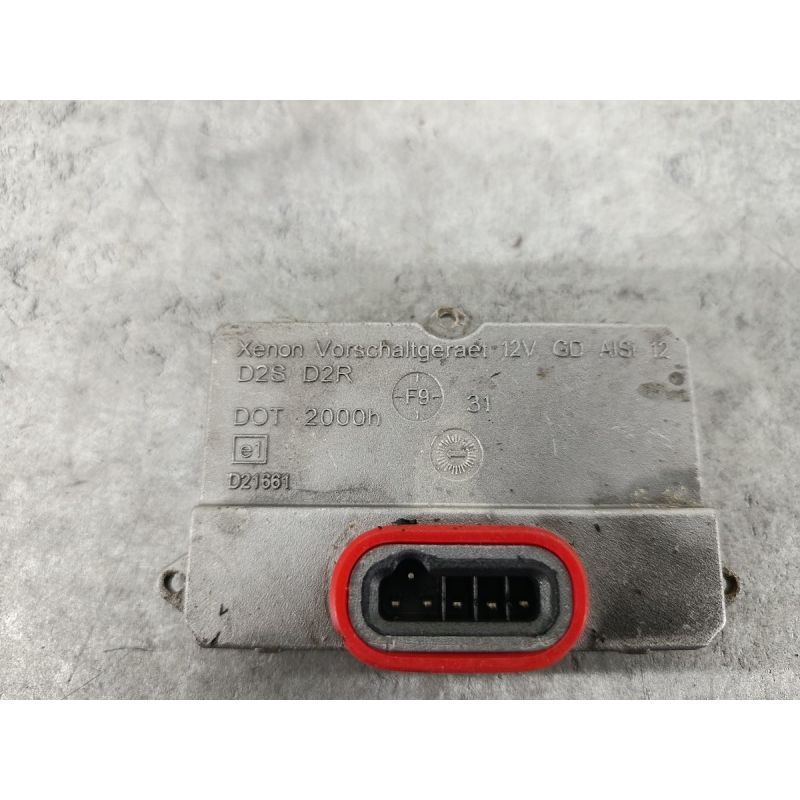 Xenon Vorschaltgeraet 12V GD AlSi 12
D2S D2R
F9 31
DOT 2000h
e1
D21661